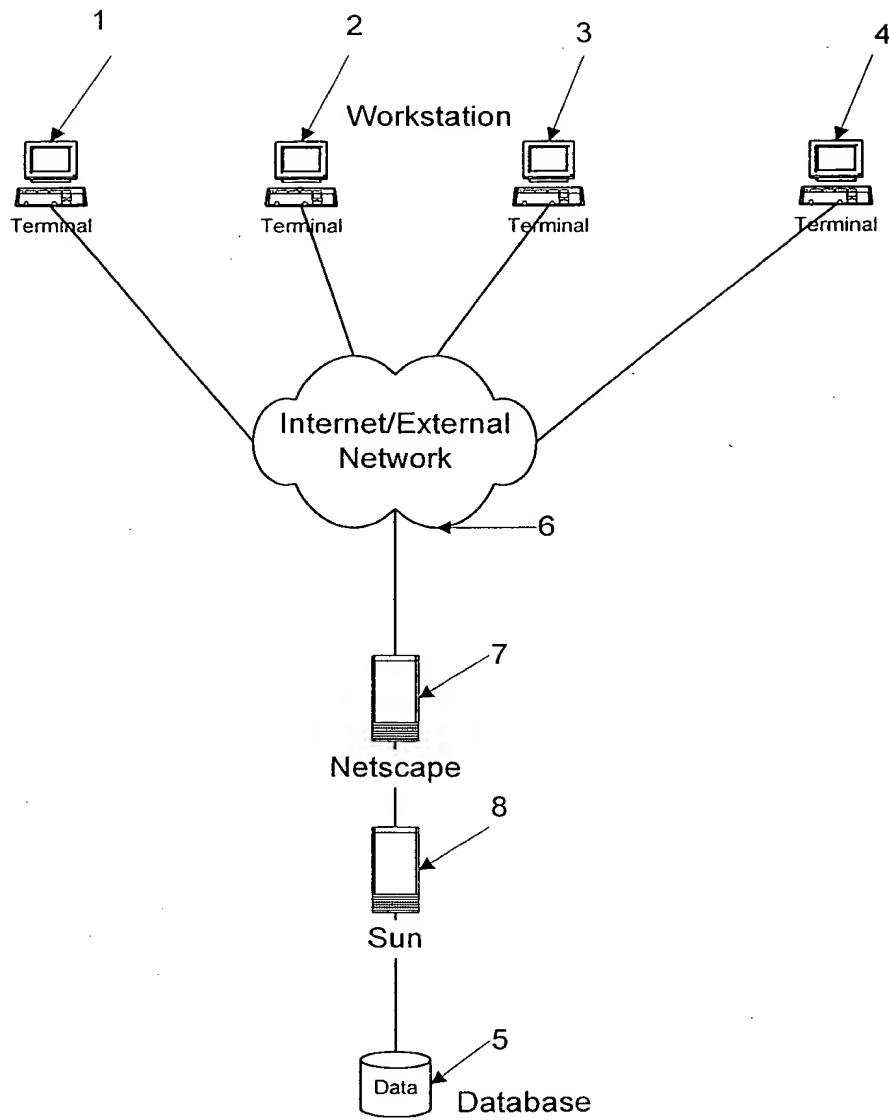 1
2
3
4
Workstation
Terminal
Terminal
Terminal
Terminal
Internet/External
Network
6
7
Netscape
8
Sun
5
Data
Database